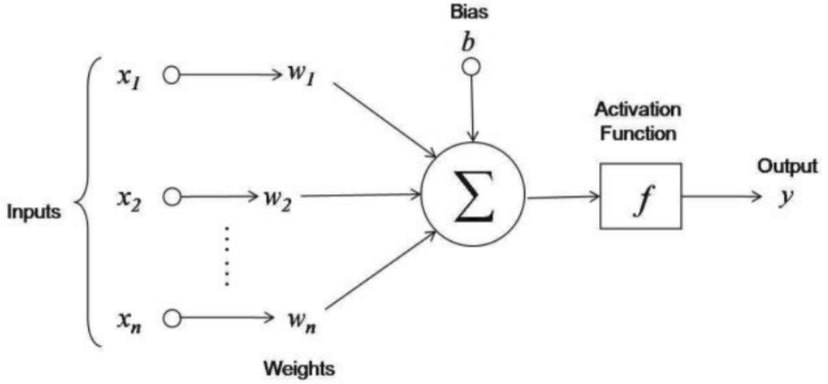 Bias
b
x1 w1
Activation
Function
Output
Inputs
x2 w2
∑
f
y
xn wn
Weights